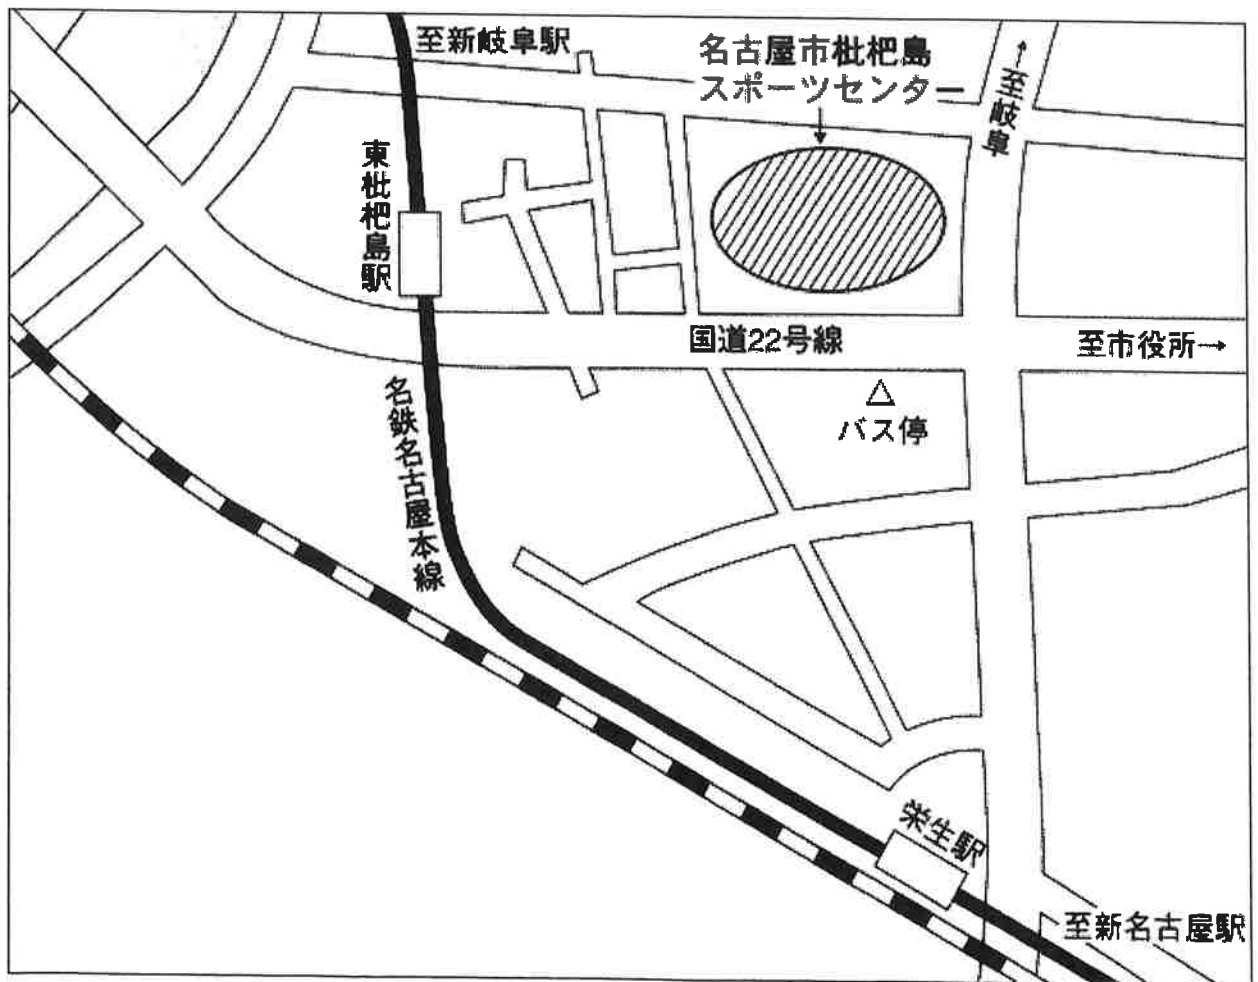 至新岐阜駅
名古屋市枇杷島
スポーツセンター
↑至岐阜
東枇杷島駅
国道22号線
至市役所→
バス停
名鉄名古屋本線
栄生駅
至新名古屋駅